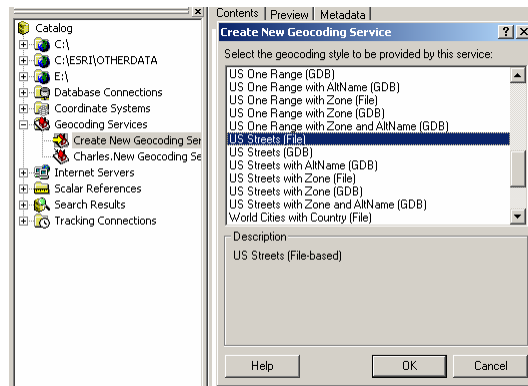 Catalog
C:\
C:\ESRI\OTHERDATA
E:\
Database Connections
Coordinate Systems
Geocoding Services
Create New Geocoding Ser
Charles.New Geocoding Se
Internet Servers
Scalar References
Search Results
Tracking Connections
Contents Preview Metadata
Create New Geocoding Service
Select the geocoding style to be provided by this service:
US One Range (GDB)
US One Range with AltName (GDB)
US One Range with Zone (File)
US One Range with Zone (GDB)
US One Range with Zone and AltName (GDB)
US Streets (File)
US Streets (GDB)
US Streets with AltName (GDB)
US Streets with Zone (File)
US Streets with Zone (GDB)
US Streets with Zone and AltName (GDB)
World Cities with Country (File)
Description
US Streets (File-based)
Help OK Cancel